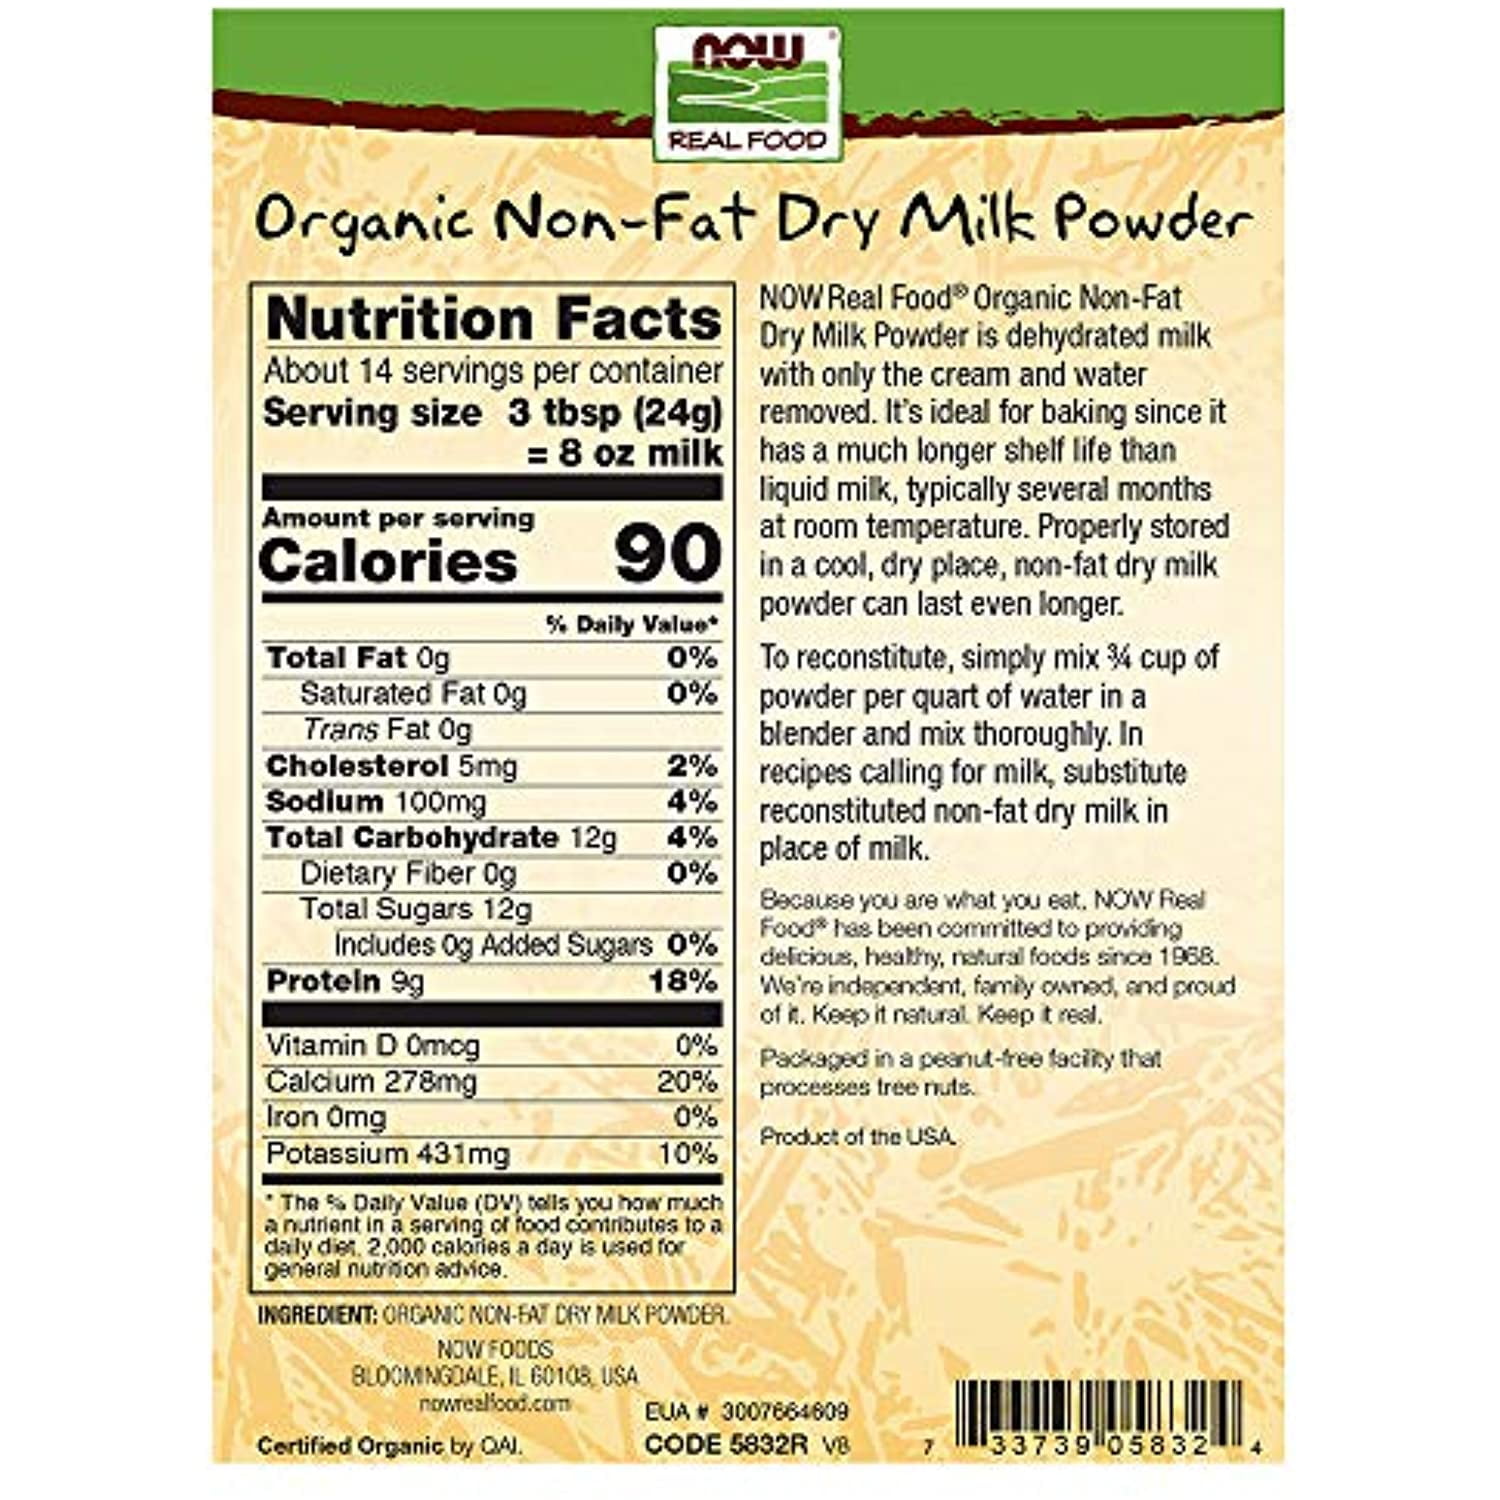 NOW®
REAL FOOD
Organic Non-Fat Dry Milk Powder
Nutrition Facts
About 14 servings per container
Serving size 3 tbsp (24g)
= 8 oz milk
Amount per serving
Calories 90
% Daily Value*
Total Fat 0g 0%
Saturated Fat 0g 0%
Trans Fat 0g
Cholesterol 5mg 2%
Sodium 100mg 4%
Total Carbohydrate 12g 4%
Dietary Fiber 0g 0%
Total Sugars 12g
Includes 0g Added Sugars 0%
Protein 9g 18%
Vitamin D 0mcg 0%
Calcium 278mg 20%
Iron 0mg 0%
Potassium 431mg 10%
* The % Daily Value (DV) tells you how much
a nutrient in a serving of food contributes to a
daily diet. 2,000 calories a day is used for
general nutrition advice.
INGREDIENT: ORGANIC NON-FAT DRY MILK POWDER.
NOW FOODS
BLOOMINGDALE, IL 60108, USA
nowrealfood.com
Certified Organic by QAI.
NOW Real Food® Organic Non-Fat
Dry Milk Powder is dehydrated milk
with only the cream and water
removed. It's ideal for baking since it
has a much longer shelf life than
liquid milk, typically several months
at room temperature. Properly stored
in a cool, dry place, non-fat dry milk
powder can last even longer.
To reconstitute, simply mix ¾ cup of
powder per quart of water in a
blender and mix thoroughly. In
recipes calling for milk, substitute
reconstituted non-fat dry milk in
place of milk.
Because you are what you eat, NOW Real
Food® has been committed to providing
delicious, healthy, natural foods since 1968.
We're independent, family owned, and proud
of it. Keep it natural. Keep it real.
Packaged in a peanut-free facility that
processes tree nuts.
Product of the USA.
EUA # 3007664609
CODE 5832R V8
7 33739 05832 4